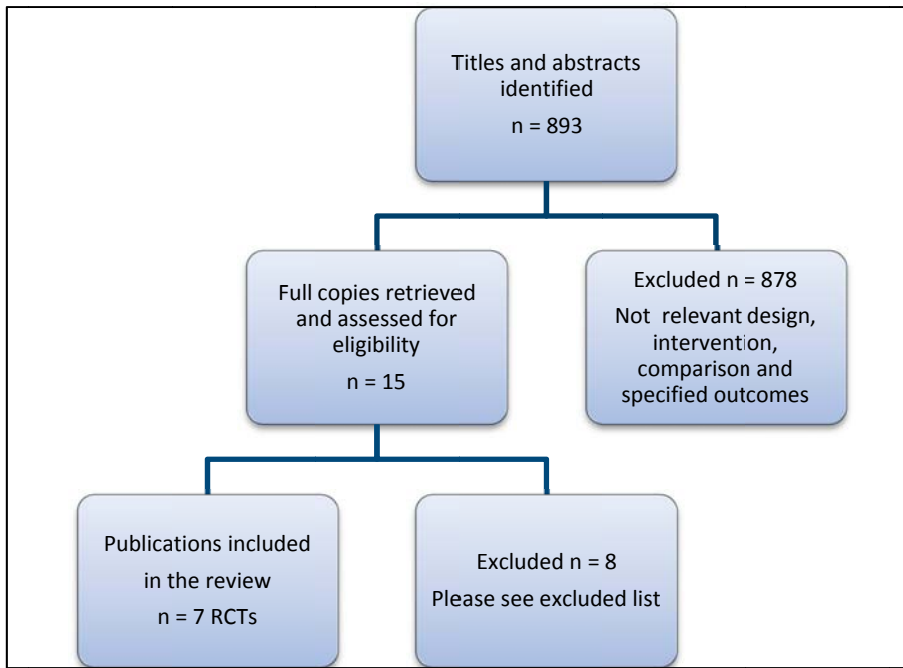 Titles and abstracts
identified
n = 893
Full copies retrieved
and assessed for
eligibility
n = 15
Excluded n = 878
Not relevant design,
intervention,
comparison and
specified outcomes
Publications included
in the review
n = 7 RCTs
Excluded n = 8
Please see excluded list